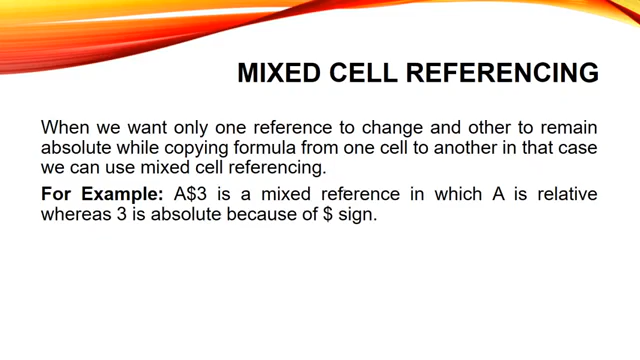 MIXED CELL REFERENCING
When we want only one reference to change and other to remain
absolute while copying formula from one cell to another in that case
we can use mixed cell referencing.
For Example: A$3 is a mixed reference in which A is relative
whereas 3 is absolute because of $ sign.